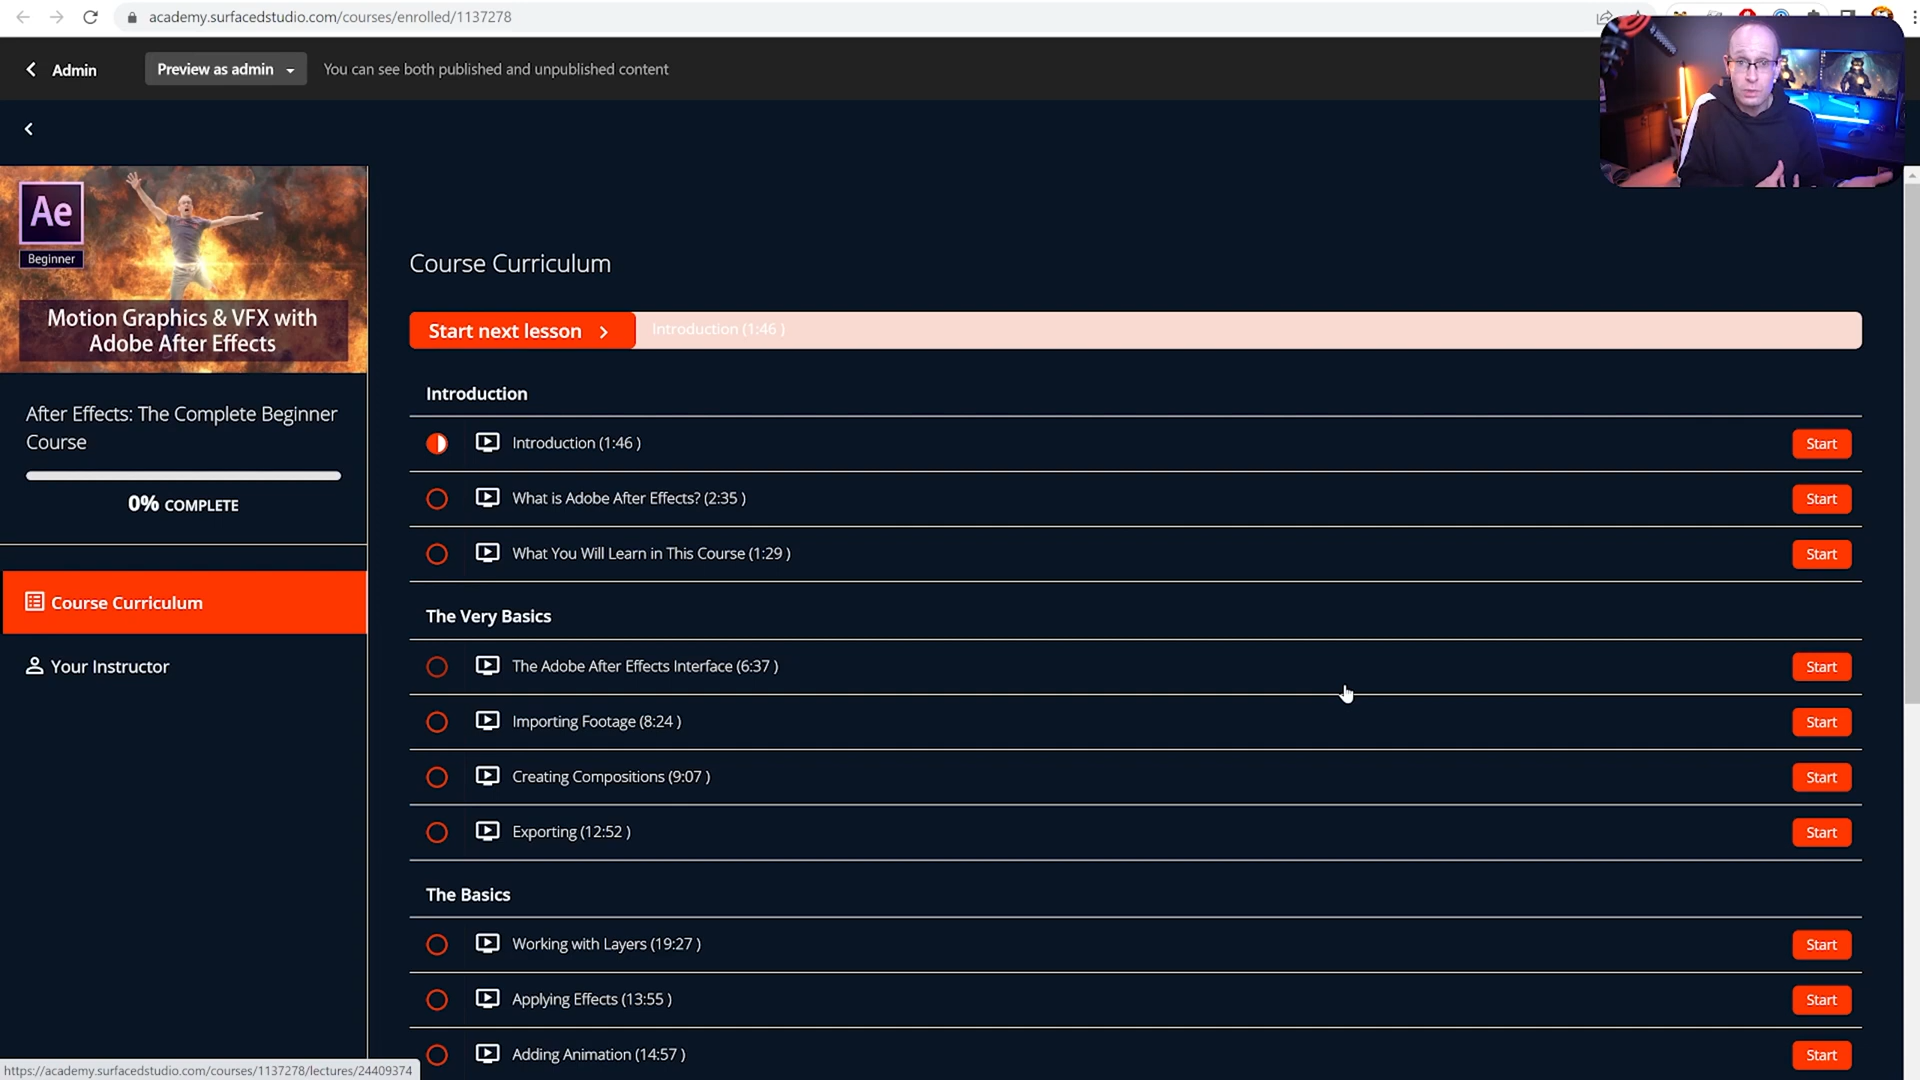 academy.surfacedstudio.com/courses/enrolled/1137278
Admin
Preview as admin
You can see both published and unpublished content
Ae
Beginner
Motion Graphics & VFX with
Adobe After Effects
After Effects: The Complete Beginner
Course
0% COMPLETE
Course Curriculum
Your Instructor
Course Curriculum
Start next lesson
Introduction (1:46 )
Introduction
Introduction (1:46 )
Start
What is Adobe After Effects? (2:35 )
Start
What You Will Learn in This Course (1:29 )
Start
The Very Basics
The Adobe After Effects Interface (6:37 )
Start
Importing Footage (8:24 )
Start
Creating Compositions (9:07 )
Start
Exporting (12:52 )
Start
The Basics
Working with Layers (19:27 )
Start
Applying Effects (13:55 )
Start
Adding Animation (14:57 )
Start
https://academy.surfacedstudio.com/courses/1137278/lectures/24409374